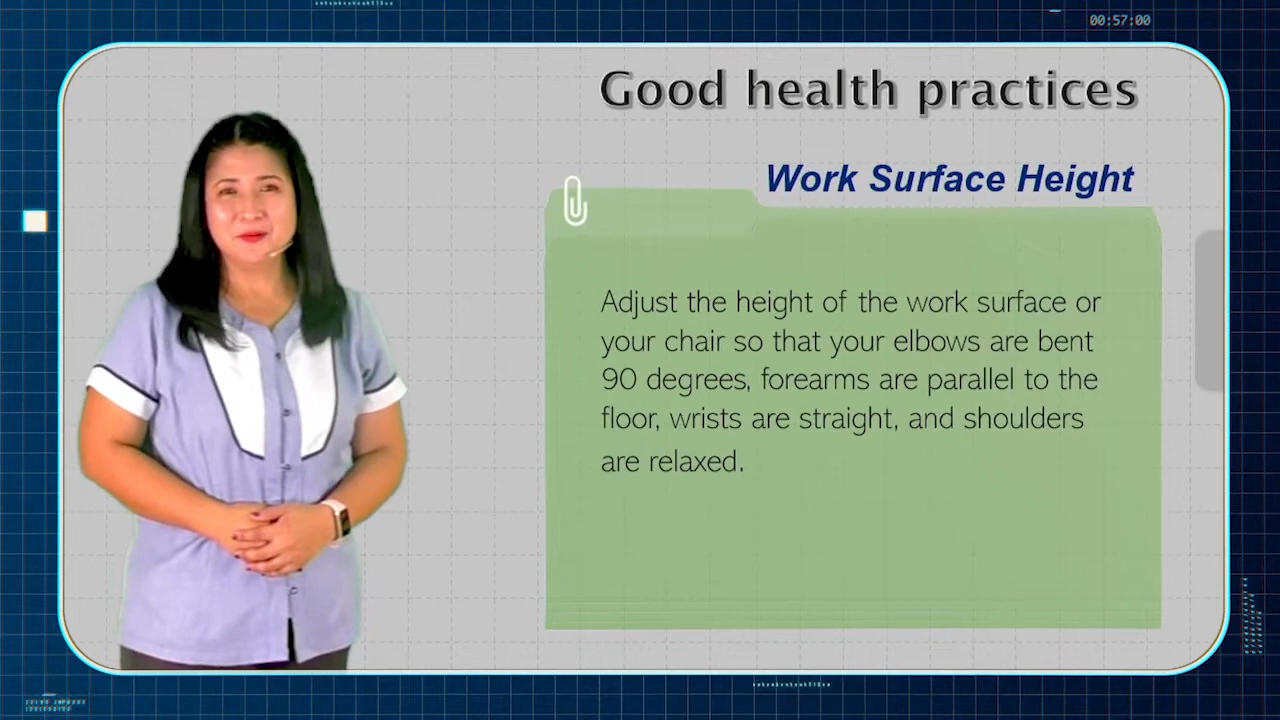 00:57:00
Good health practices
Work Surface Height
Adjust the height of the work surface or
your chair so that your elbows are bent
90 degrees, forearms are parallel to the
floor, wrists are straight, and shoulders
are relaxed.